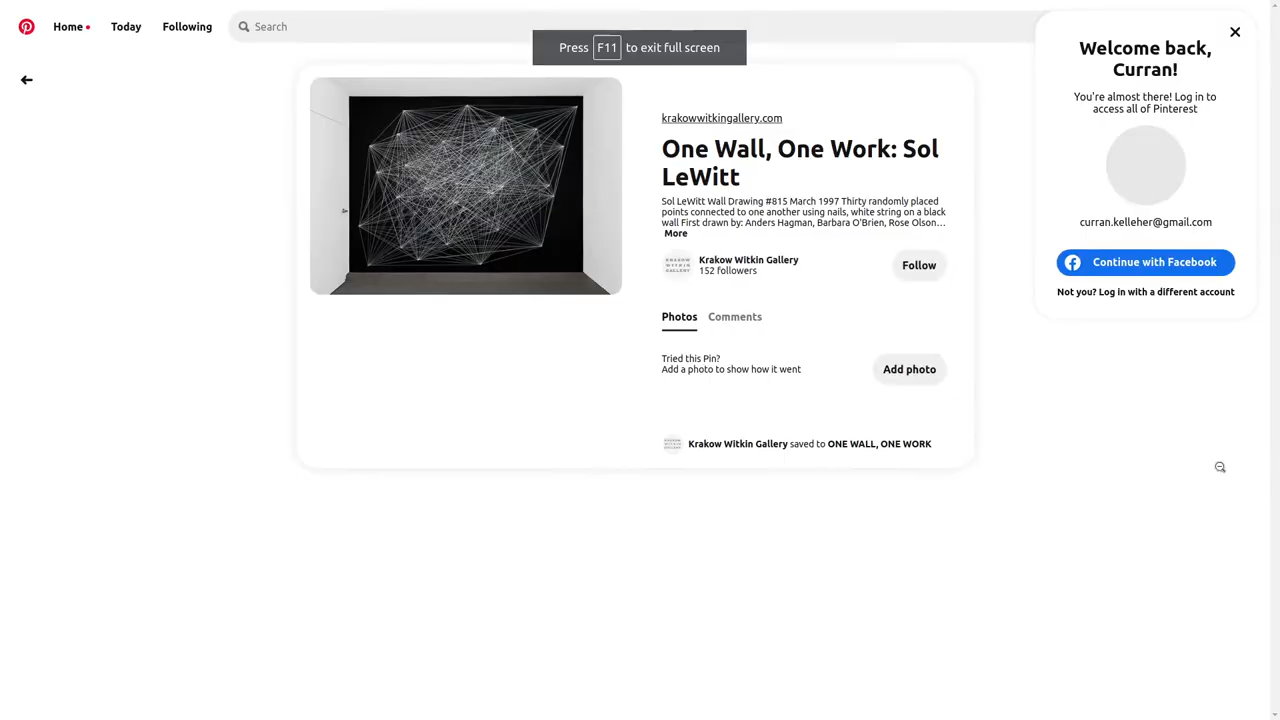 Home
Today
Following
Search
Press F11 to exit full screen
krakowwitkingallery.com
One Wall, One Work: Sol
LeWitt
Sol LeWitt Wall Drawing #815 March 1997 Thirty randomly placed
points connected to one another using nails, white string on a black
wall First drawn by: Anders Hagman, Barbara O'Brien, Rose Olson...
More
KRAKOW
WITKIN
GALLERY
Krakow Witkin Gallery
152 followers
Follow
Photos
Comments
Tried this Pin?
Add a photo to show how it went
Add photo
Krakow Witkin Gallery saved to ONE WALL, ONE WORK
Welcome back,
Curran!
You're almost there! Log in to
access all of Pinterest
curran.kelleher@gmail.com
Continue with Facebook
Not you? Log in with a different account